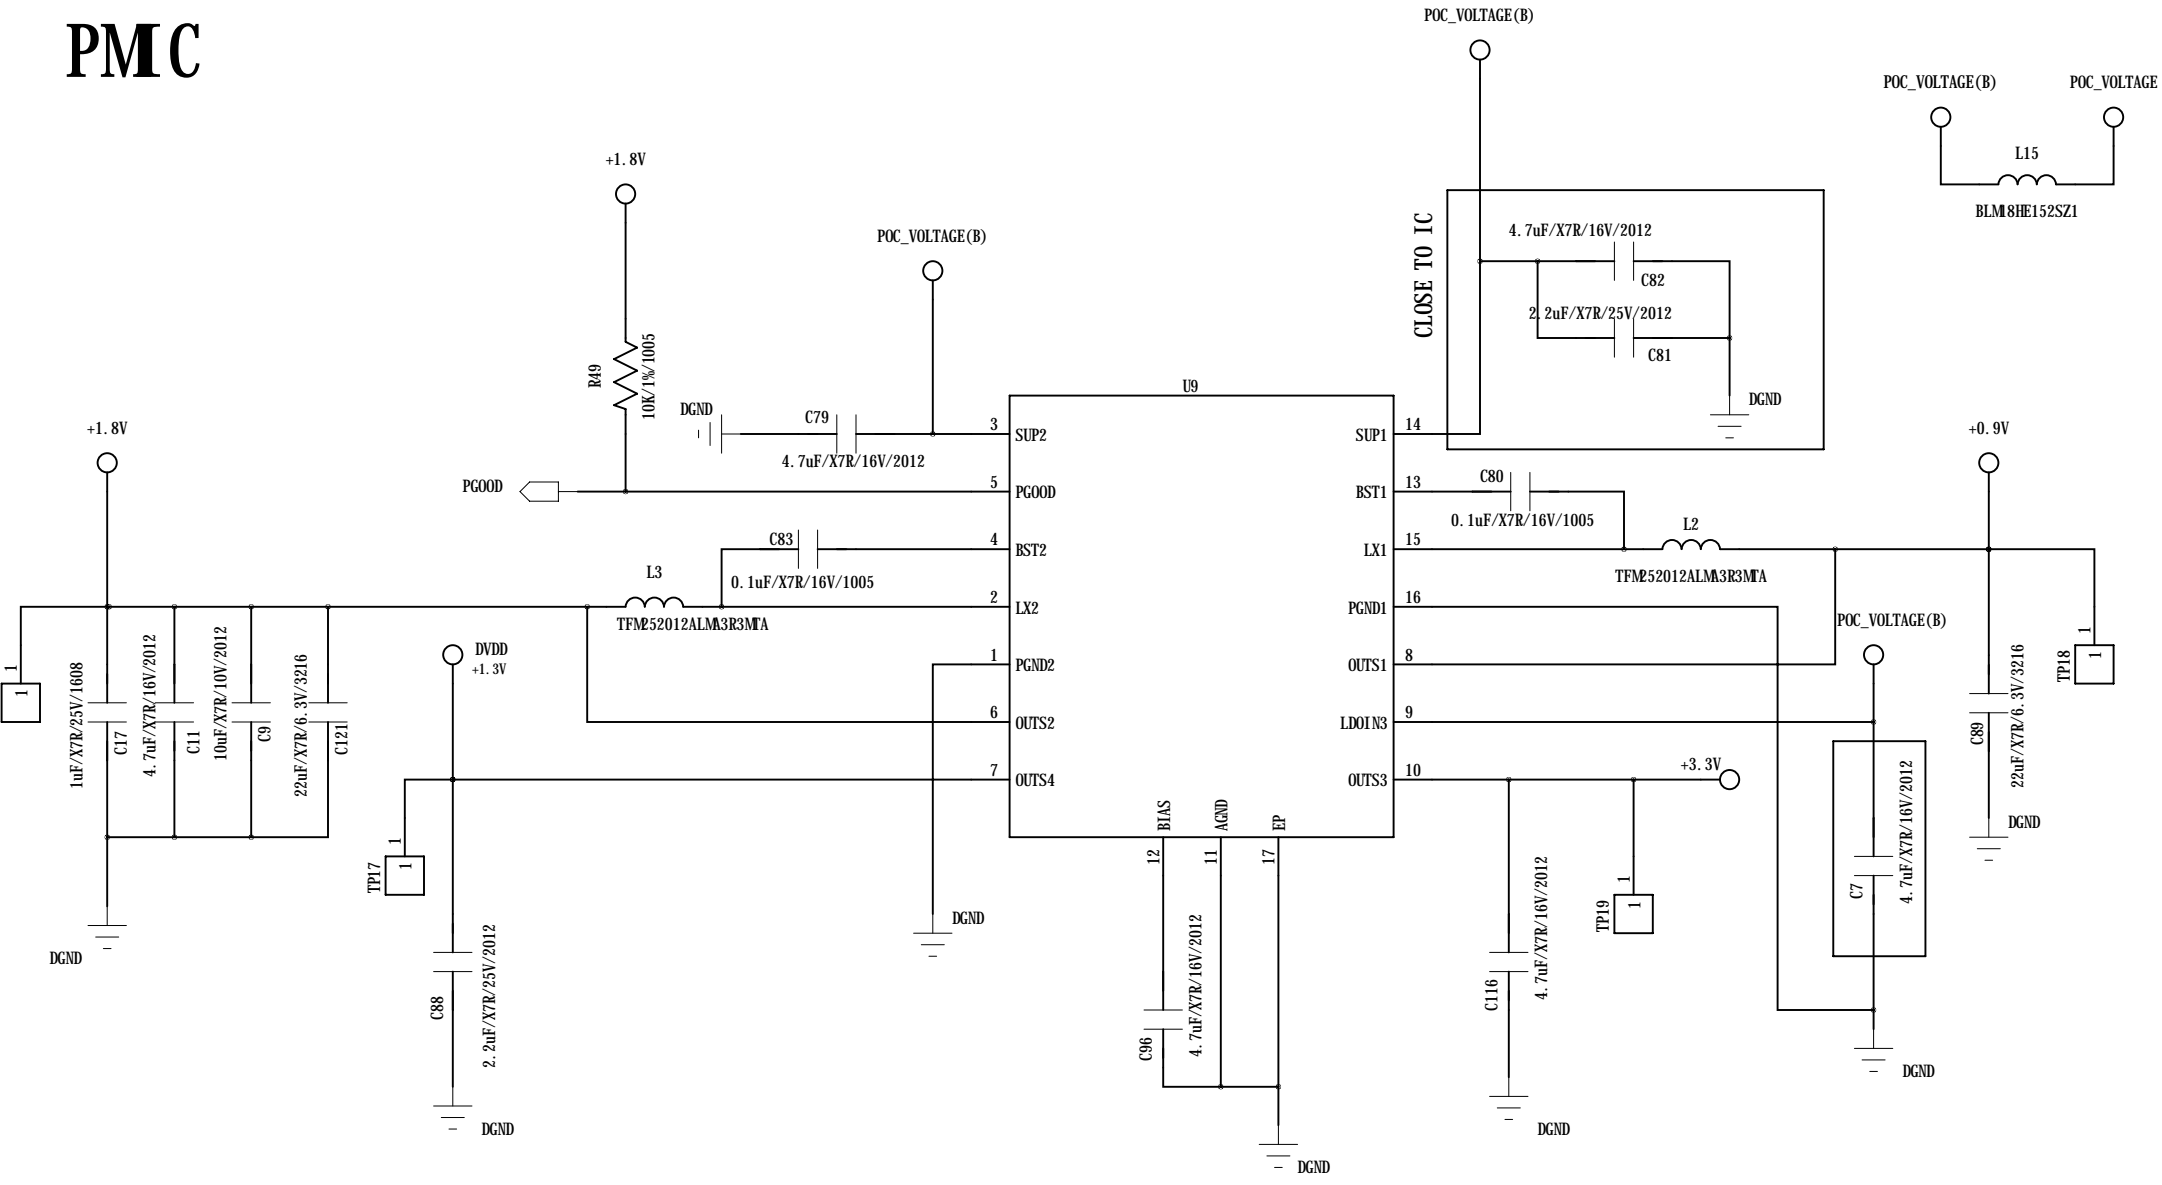 PMIC
POC_VOLTAGE(B)
POC_VOLTAGE(B)
POC_VOLTAGE
L15
BLM18HE152SZ1
+1.8V
POC_VOLTAGE(B)
R49
10K/1%/1005
CLOSE TO IC
4.7uF/X7R/16V/2012
C82
2.2uF/X7R/25V/2012
C81
DGND
U9
DGND
C79
4.7uF/X7R/16V/2012
3
SUP2
SUP1
14
PGOOD
5
PGOOD
BST1
13
C80
0.1uF/X7R/16V/1005
C83
0.1uF/X7R/16V/1005
4
BST2
LX1
15
L2
TFM252012ALMA3R3MTA
+0.9V
+1.8V
L3
TFM252012ALMA3R3MTA
2
LX2
PGND1
16
POC_VOLTAGE(B)
DVDD
+1.3V
1
PGND2
OUTS1
8
1
1
TP18
1
1
1uF/X7R/25V/1608
C17
4.7uF/X7R/16V/2012
C11
10uF/X7R/10V/2012
C9
22uF/X7R/6.3V/3216
C121
6
OUTS2
LDOIN3
9
C89
22uF/X7R/6.3V/3216
DGND
7
OUTS4
OUTS3
10
+3.3V
BIAS
AGND
EP
12
11
17
TP17
1
1
TP19
1
1
C7
4.7uF/X7R/16V/2012
DGND
DGND
DGND
C88
2.2uF/X7R/25V/2012
DGND
C96
4.7uF/X7R/16V/2012
DGND
C116
4.7uF/X7R/16V/2012
DGND